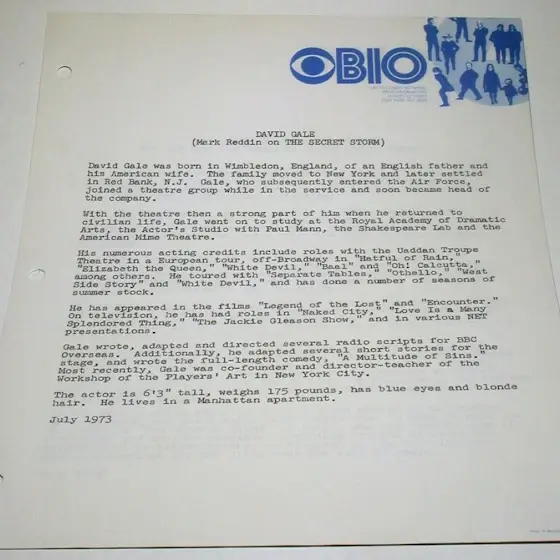 BIO
DAVID GALE
(Mark Reddin on THE SECRET STORM)
David Gale was born in Wimbledon, England, of an English father and
his American wife. The family moved to New York and later settled
in Red Bank, N.J. Gale, who subsequently entered the Air Force,
joined a theatre group while in the service and soon became head of
the company.
With the theatre then a strong part of him when he returned to
civilian life, Gale went on to study at the Royal Academy of Dramatic
Arts, the Actor's Studio with Paul Mann, the Shakespeare Lab and the
American Mime Theatre.
His numerous acting credits include roles with the Uaddan Troupe
Theatre in a European tour, off-Broadway in "Hatful of Rain,"
"Elizabeth the Queen," "White Devil," "Baal" and "Oh! Calcutta,"
among others. He toured with "Separate Tables," "Othello," "West
Side Story" and "White Devil," and has done a number of seasons of
summer stock.
He has appeared in the films "Legend of the Lost" and "Encounter."
On television, he has had roles in "Naked City," "Love Is a Many
Splendored Thing," "The Jackie Gleason Show," and in various NET
presentations.
Gale wrote, adapted and directed several radio scripts for BBC
Overseas. Additionally, he adapted several short stories for the
stage, and wrote the full-length comedy, "A Multitude of Sins."
Most recently, Gale was co-founder and director-teacher of the
Workshop of the Players' Art in New York City.
The actor is 6'3" tall, weighs 175 pounds, has blue eyes and blonde
hair. He lives in a Manhattan apartment.
July 1973